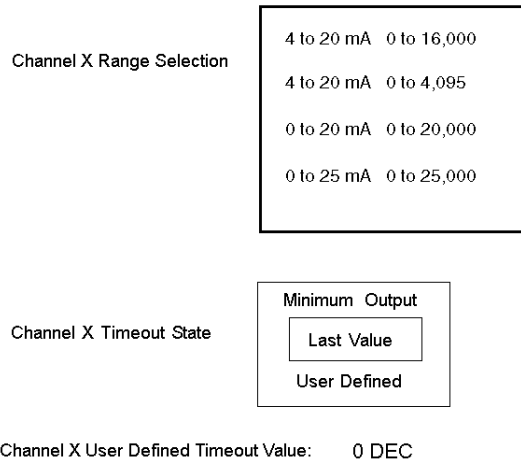 4 to 20 mA 0 to 16,000
Channel X Range Selection
4 to 20 mA 0 to 4,095
0 to 20 mA 0 to 20,000
0 to 25 mA 0 to 25,000
Minimum Output
Channel X Timeout State
Last Value
User Defined
Channel X User Defined Timeout Value: 0 DEC